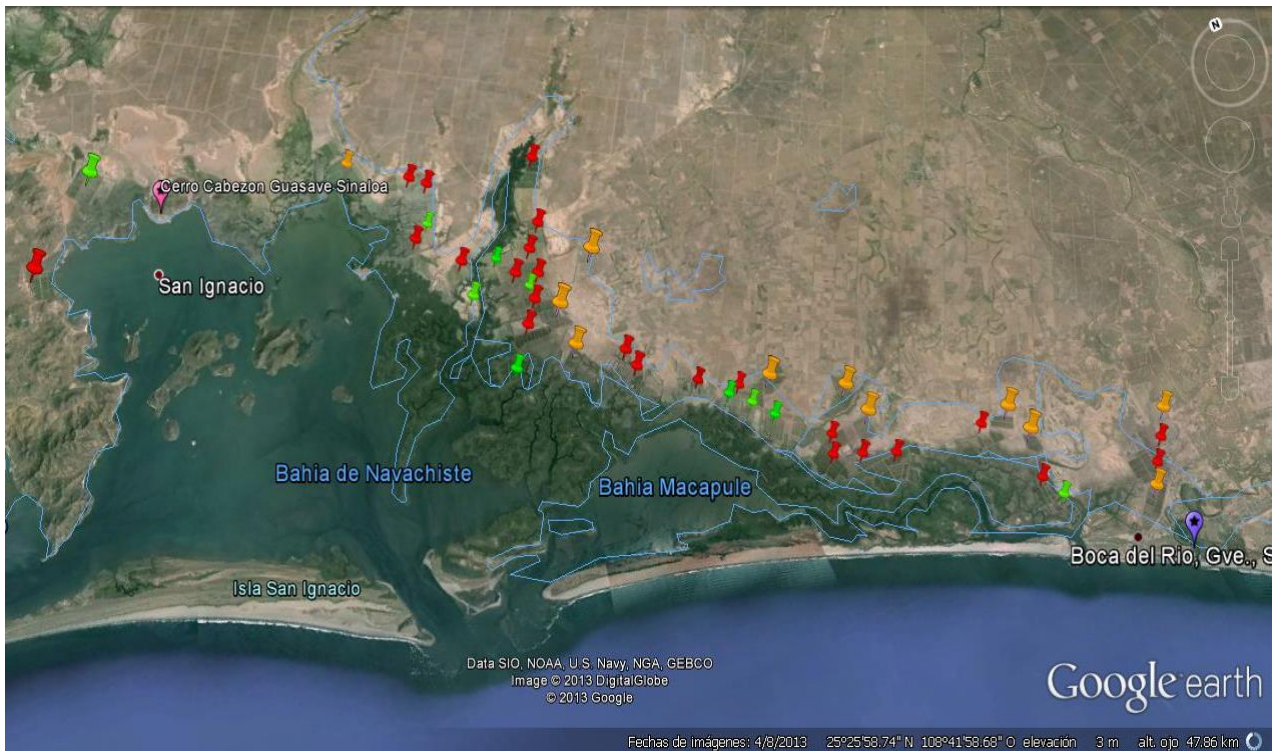 N
Cerro Cabezon Guasave Sinaloa
San Ignacio
Bahia de Navachiste
Bahia Macapule
Boca del Rio, Gve., S
Isla San Ignacio
Data SIO, NOAA, U.S. Navy, NGA, GEBCO
Image © 2013 DigitalGlobe
© 2013 Google
Google earth
Fechas de imágenes: 4/8/2013 25°25'58.74" N 108°41'58.68" O elevación 3 m alt. ojo 47.86 km